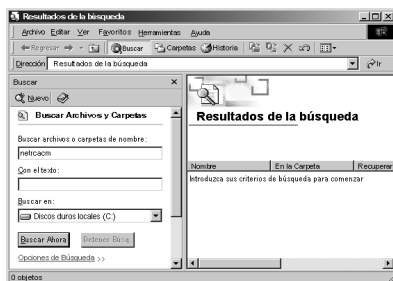 Resultados de la búsqueda
Archivo Editar Ver Favoritos Herramientas Ayuda
Regresar Buscar Carpetas Historia
Dirección Resultados de la búsqueda Ir
Buscar
Nuevo
Buscar Archivos y Carpetas
Buscar archivos o carpetas de nombre:
netrcacm
Con el texto:
Buscar en:
Discos duros locales (C:)
Buscar Ahora Detener Búsq.
Opciones de Búsqueda >>
Resultados de la búsqueda
Nombre En la Carpeta Recuperar
Introduzca sus criterios de búsqueda para comenzar
0 objetos